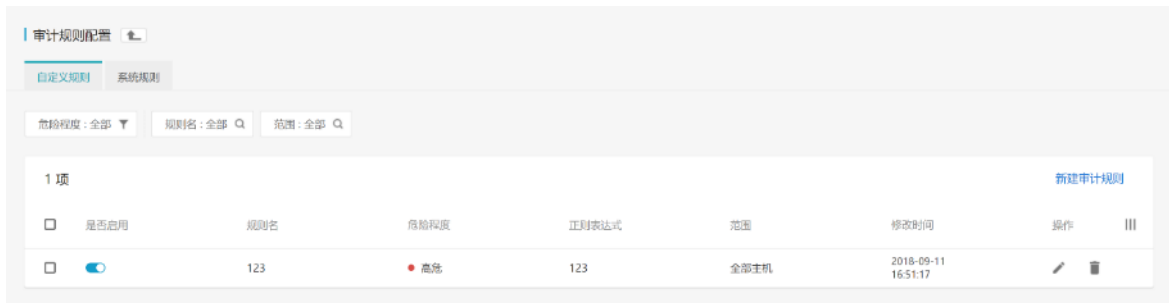 审计规则配置
自定义规则 系统规则
危险程度 : 全部 规则名 : 全部 范围 : 全部
1 项 新建审计规则
是否启用 规则名 危险程度 正则表达式 范围 修改时间 操作
123 高危 123 全部主机 2018-09-11
16:51:17